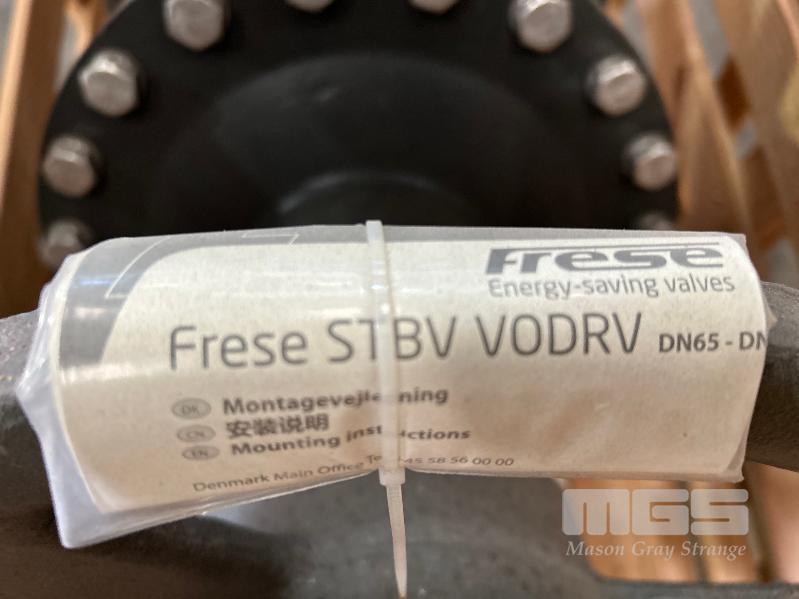 Frese
Energy-saving valves
Frese STBV VODRV DN65 - DN
DK Montagevejledning
CN 安装说明
EN Mounting instructions
Denmark Main Office 45 58 56 00 00
MGS
Mason Gray Strange